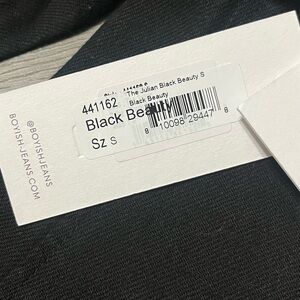 The Julian Black Beauty S
441162
Black Beauty
Black Beauty
Sz S
8 10098 29447 8
@BOYISHJEANS
BOYISH-JEANS.COM